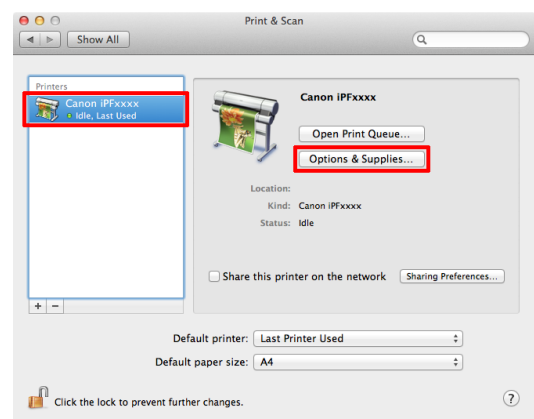 Print & Scan
Show All
Printers
Canon iPFxxxx
Idle, Last Used
Canon iPFxxxx
Open Print Queue...
Options & Supplies...
Location:
Kind: Canon iPFxxxx
Status: Idle
Share this printer on the network Sharing Preferences...
+ −
Default printer: Last Printer Used
Default paper size: A4
Click the lock to prevent further changes. ?